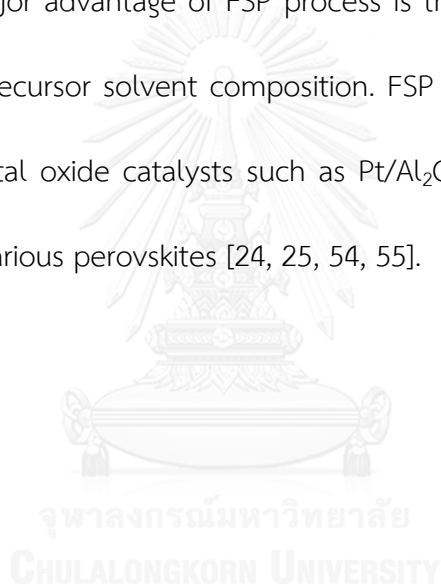 jor advantage of FSP process is th
ecursor solvent composition. FSP
tal oxide catalysts such as Pt/Al₂O
arious perovskites [24, 25, 54, 55].
จุฬาลงกรณ์มหาวิทยาลัย
CHULALONGKORN UNIVERSITY